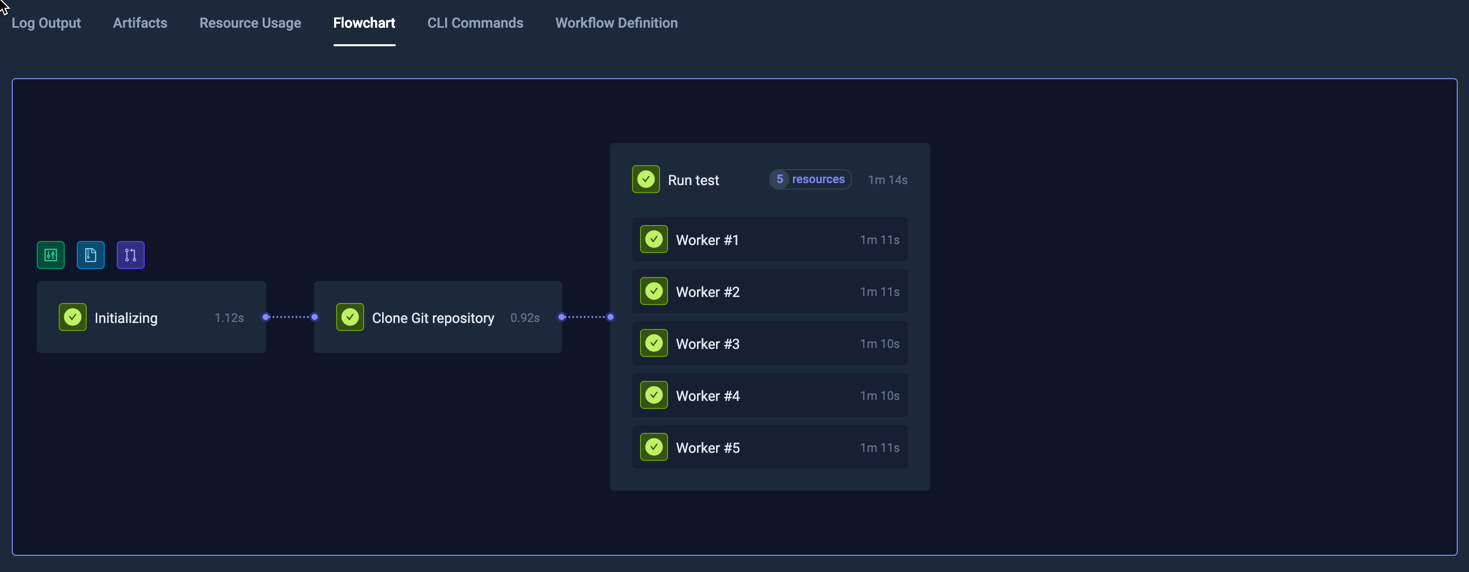 Log Output Artifacts Resource Usage Flowchart CLI Commands Workflow Definition
Initializing 1.12s
Clone Git repository 0.92s
Run test 5 resources 1m 14s
Worker #1 1m 11s
Worker #2 1m 11s
Worker #3 1m 10s
Worker #4 1m 10s
Worker #5 1m 11s